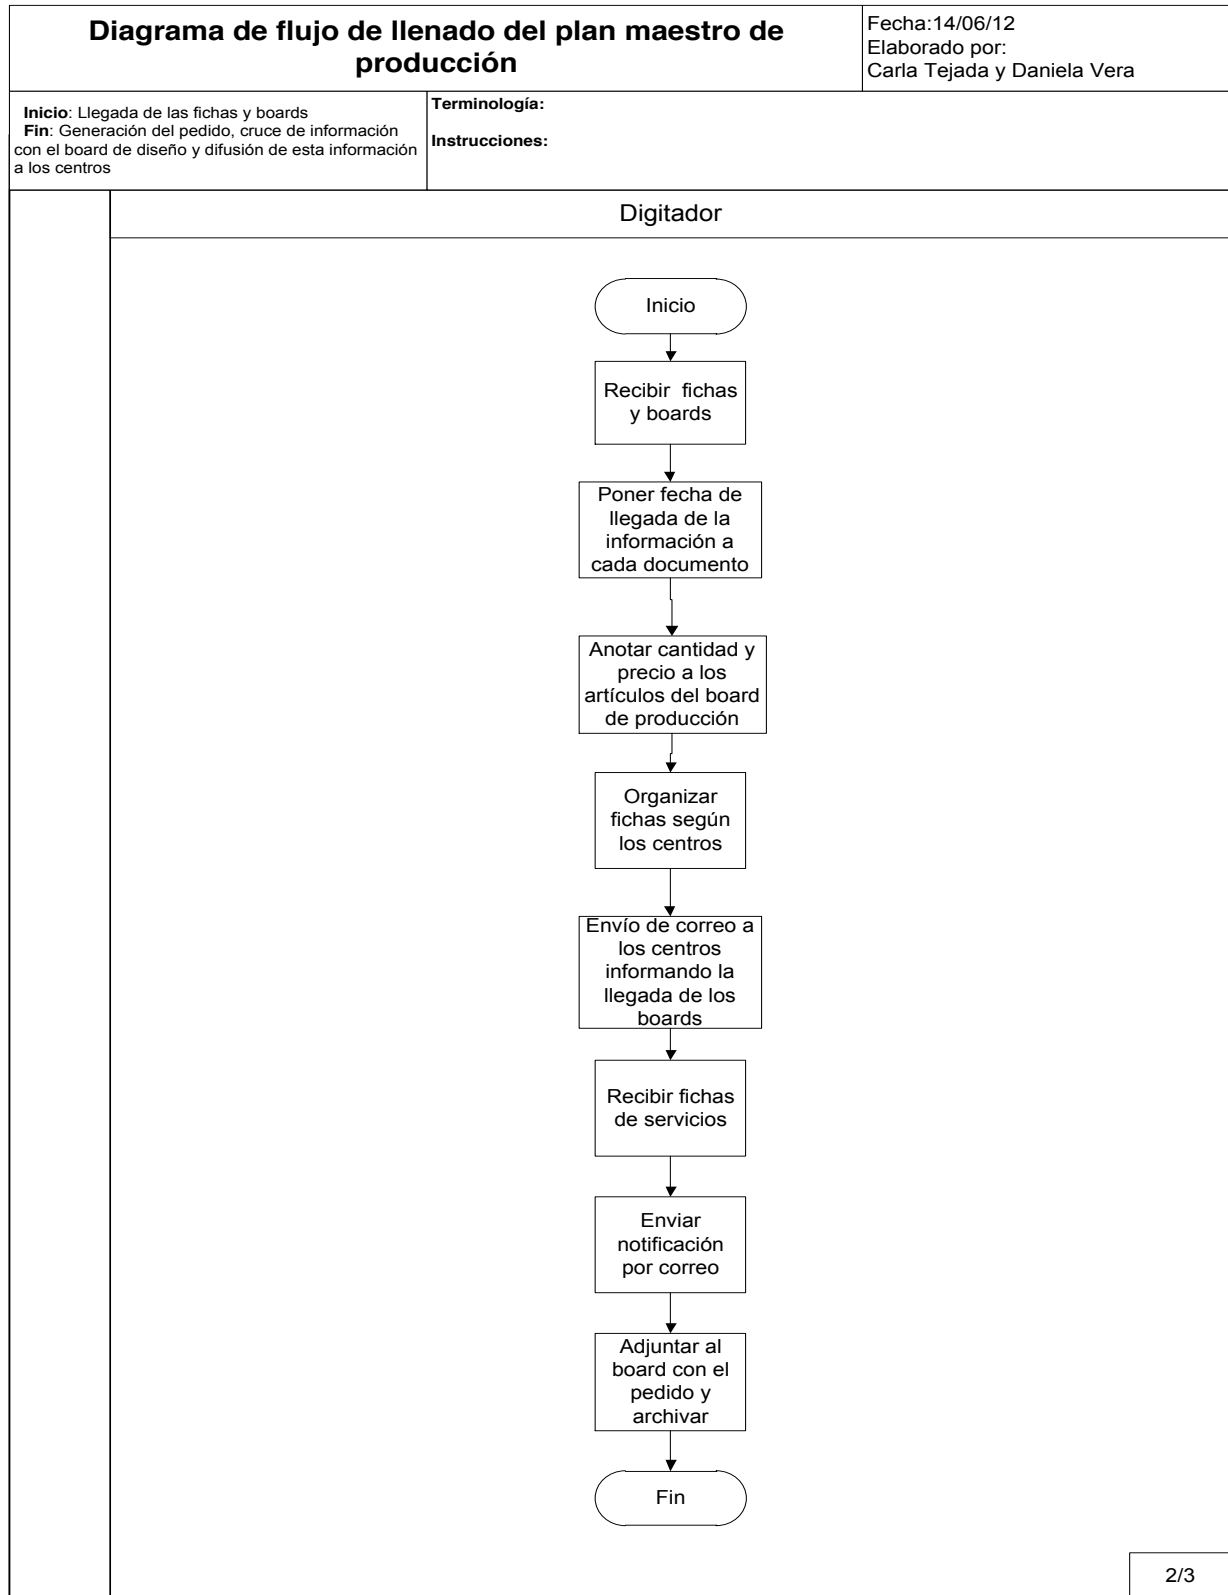 Diagrama de flujo de llenado del plan maestro de
producción
Fecha:14/06/12
Elaborado por:
Carla Tejada y Daniela Vera
Inicio: Llegada de las fichas y boards
Fin: Generación del pedido, cruce de información
con el board de diseño y difusión de esta información
a los centros
Terminología:
Instrucciones:
Digitador
Inicio
Recibir fichas
y boards
Poner fecha de
llegada de la
información a
cada documento
Anotar cantidad y
precio a los
artículos del board
de producción
Organizar
fichas según
los centros
Envío de correo a
los centros
informando la
llegada de los
boards
Recibir fichas
de servicios
Enviar
notificación
por correo
Adjuntar al
board con el
pedido y
archivar
Fin
2/3